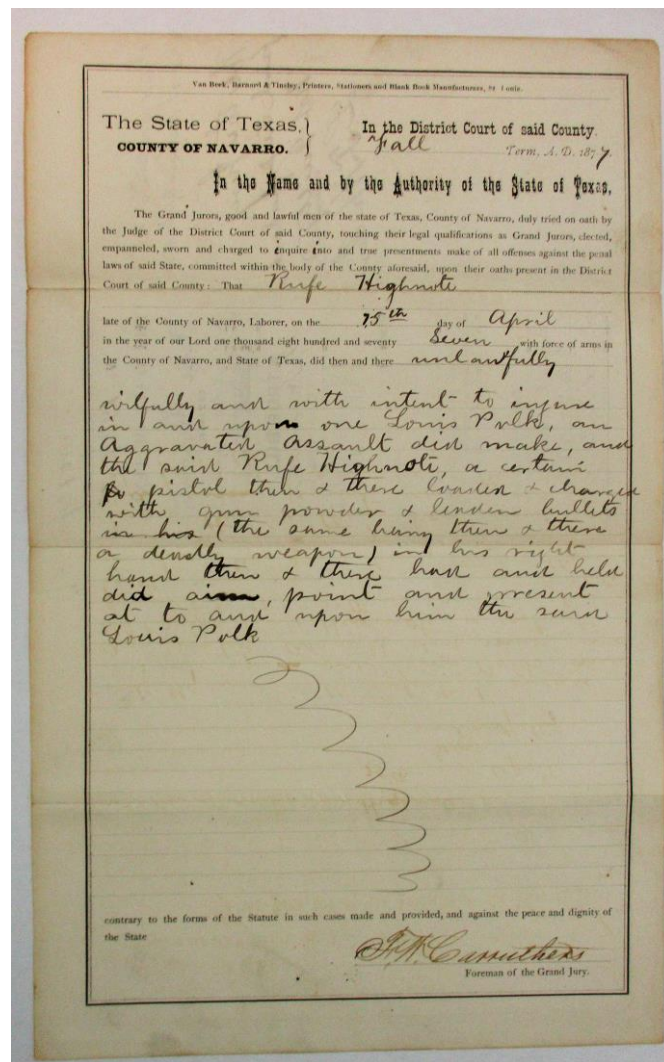 Van Beek, Barnard & Tinsley, Printers, Stationers and Blank Book Manufacturers, St. Louis.
The State of Texas,} In the District Court of said County.
COUNTY OF NAVARRO. Fall Term, A. D. 1877.
In the Name and by the Authority of the State of Texas,
The Grand Jurors, good and lawful men of the state of Texas, County of Navarro, duly tried on oath by
the Judge of the District Court of said County, touching their legal qualifications as Grand Jurors, elected,
empanneled, sworn and charged to inquire into and true presentments make of all offenses against the penal
laws of said State, committed within the body of the County aforesaid, upon their oaths present in the District
Court of said County: That Rufe Highnote
late of the County of Navarro, Laborer, on the 15th day of April
in the year of our Lord one thousand eight hundred and seventy Seven with force of arms in
the County of Navarro, and State of Texas, did then and there unlawfully
wilfully and with intent to injure
in and upon one Louis Polk, an
Aggravated Assault did make, and
the said Rufe Highnote, a certain
pistol then & there loaded & charged
with gun powder & leaden bullets
in his (the same being then & there
a deadly weapon) in his right
hand then & there had and held
did aim, point and present
at to and upon him the said
Louis Polk
contrary to the forms of the Statute in such cases made and provided, and against the peace and dignity of
the State
F. W. Carruthers
Foreman of the Grand Jury.